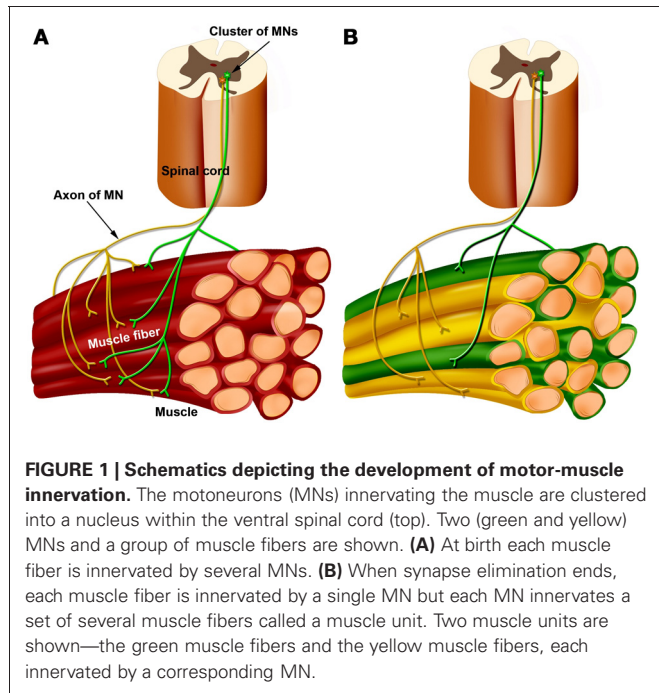 A
Cluster of MNs
B
Spinal cord
Axon of MN
Muscle fiber
Muscle
FIGURE 1 | Schematics depicting the development of motor-muscle
innervation. The motoneurons (MNs) innervating the muscle are clustered
into a nucleus within the ventral spinal cord (top). Two (green and yellow)
MNs and a group of muscle fibers are shown. (A) At birth each muscle
fiber is innervated by several MNs. (B) When synapse elimination ends,
each muscle fiber is innervated by a single MN but each MN innervates a
set of several muscle fibers called a muscle unit. Two muscle units are
shown—the green muscle fibers and the yellow muscle fibers, each
innervated by a corresponding MN.